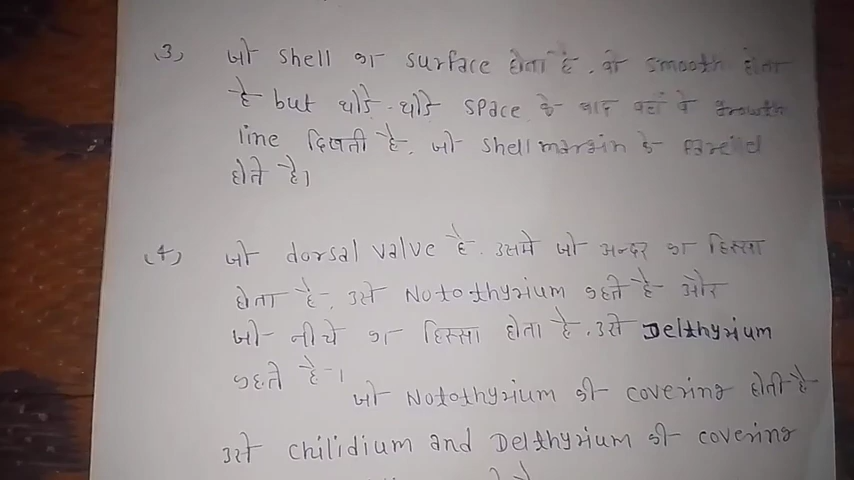 (3) जो shell का surface होता है. वो smooth होता
है but थोडे - थोडे space के बाद वहां पे Growth
line दिखती है. जो shell margin के Parelel
होते है।
(4) जो dorsal valve है. उसमे जो अन्दर का हिस्सा
होता है. उसे Notothyrium कहते है और
जो नीचे का हिस्सा होता है. उसे Delthyrium
कहते है।
जो Notothyrium की covering होती है
उसे Chilidium and Delthyrium की covering